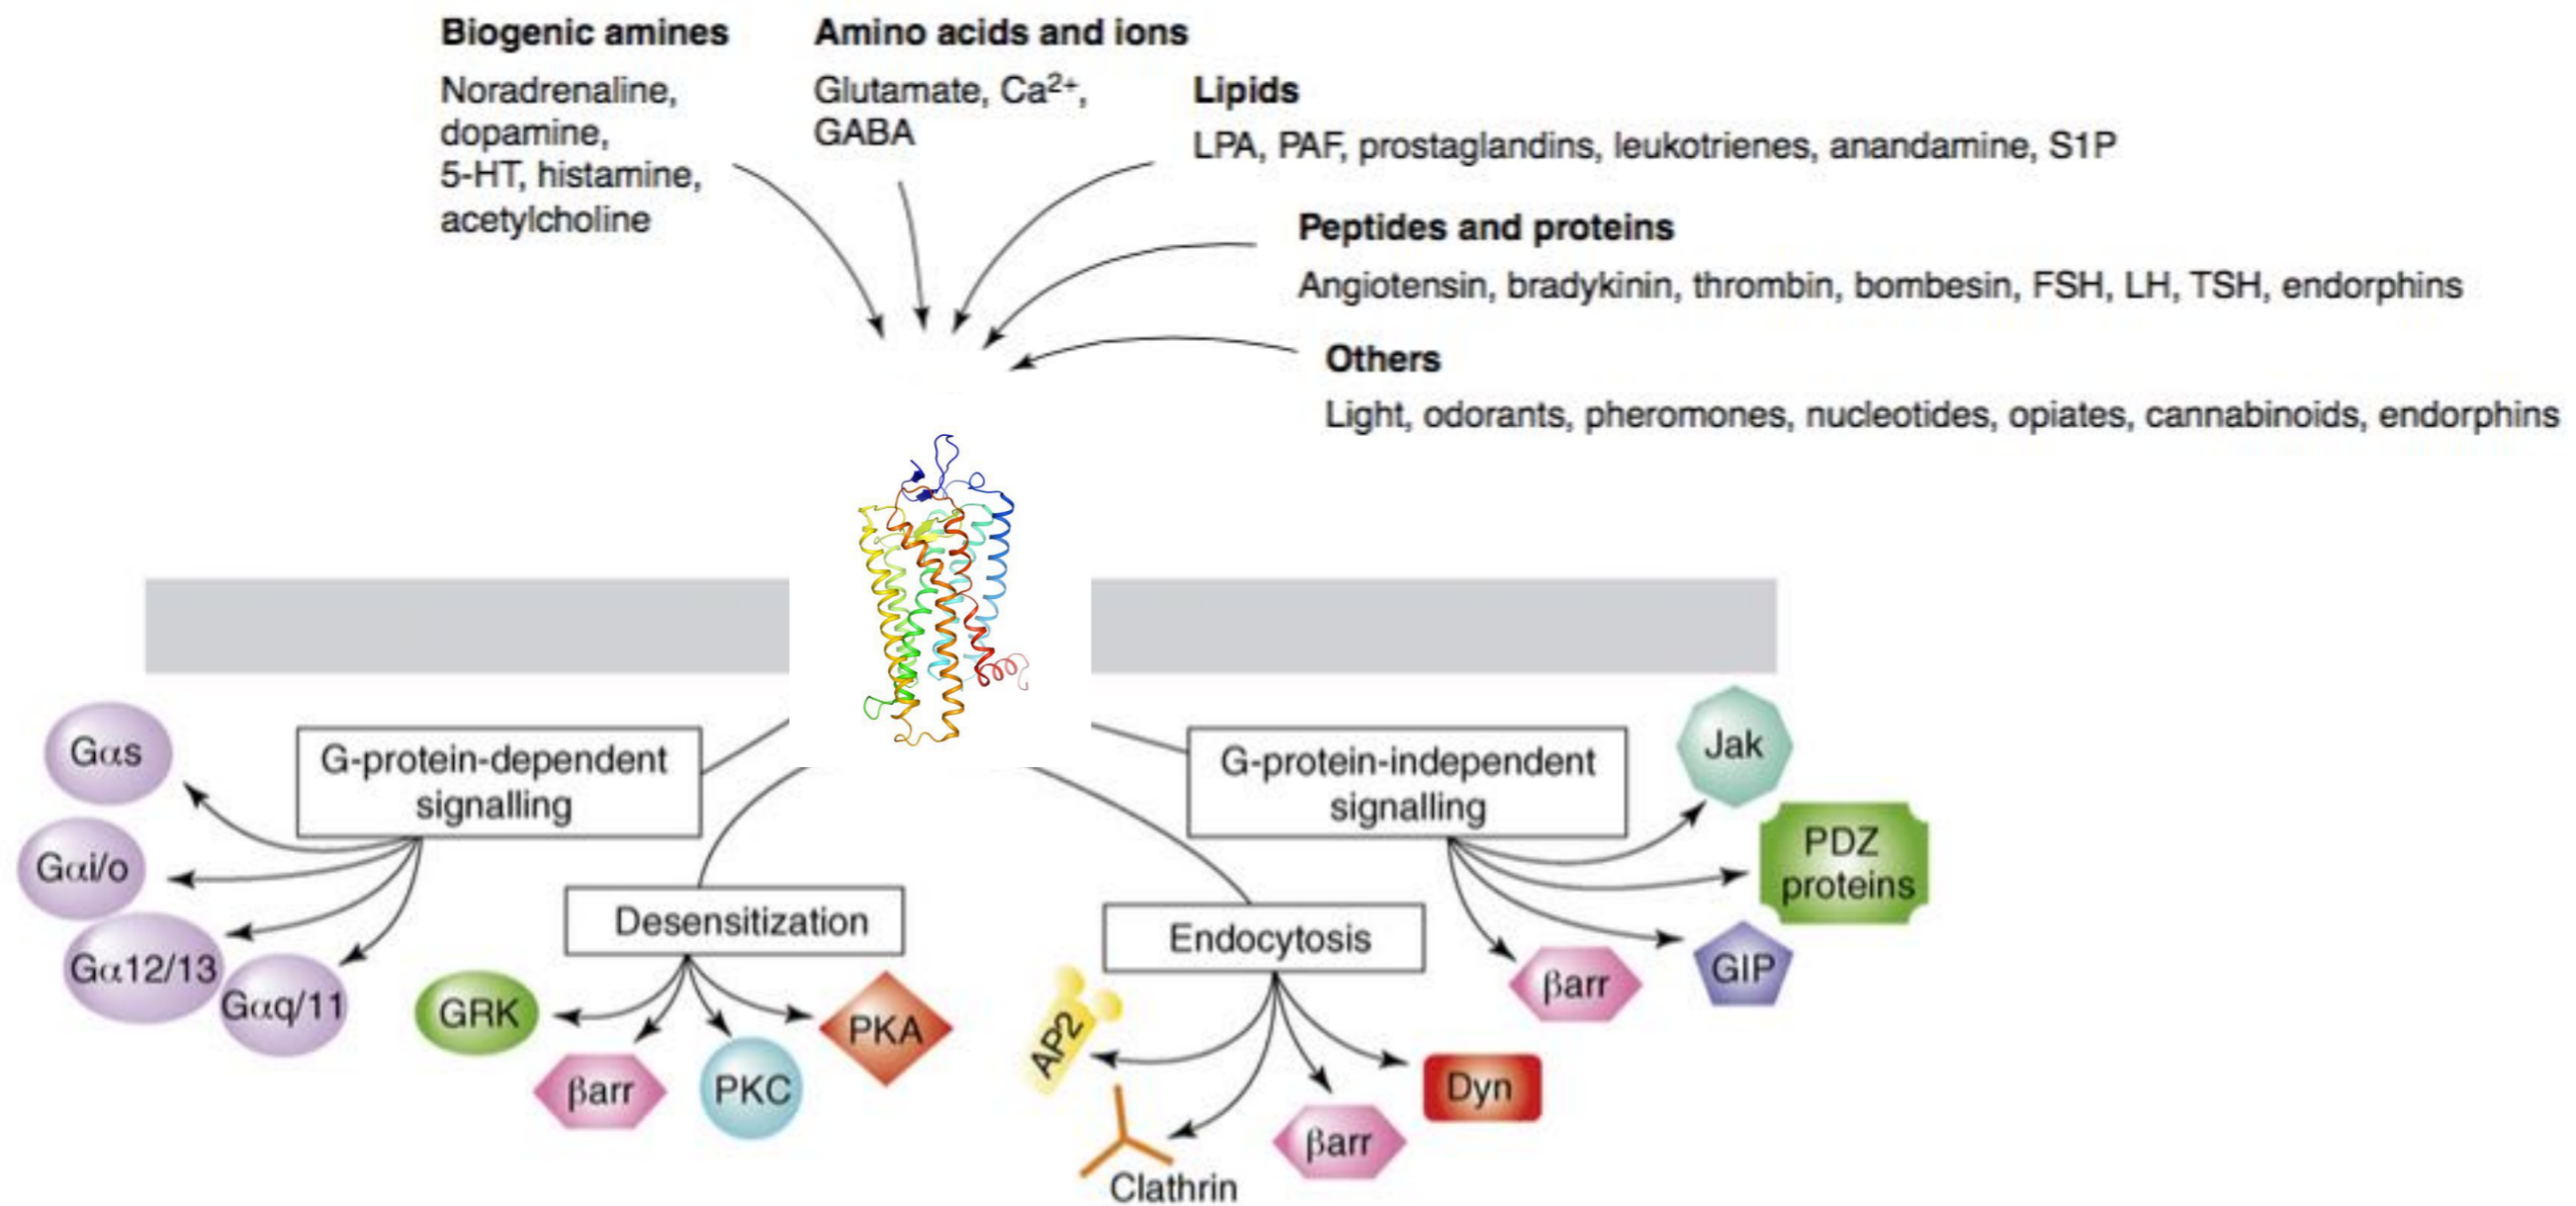 Biogenic amines
Noradrenaline,
dopamine,
5-HT, histamine,
acetylcholine
Amino acids and ions
Glutamate, Ca²⁺,
GABA
Lipids
LPA, PAF, prostaglandins, leukotrienes, anandamine, S1P
Peptides and proteins
Angiotensin, bradykinin, thrombin, bombesin, FSH, LH, TSH, endorphins
Others
Light, odorants, pheromones, nucleotides, opiates, cannabinoids, endorphins
G-protein-dependent
signalling
Gαs
Gαi/o
Gα12/13
Gαq/11
Desensitization
GRK
βarr
PKC
PKA
Endocytosis
AP2
Clathrin
βarr
Dyn
G-protein-independent
signalling
Jak
PDZ
proteins
GIP
βarr